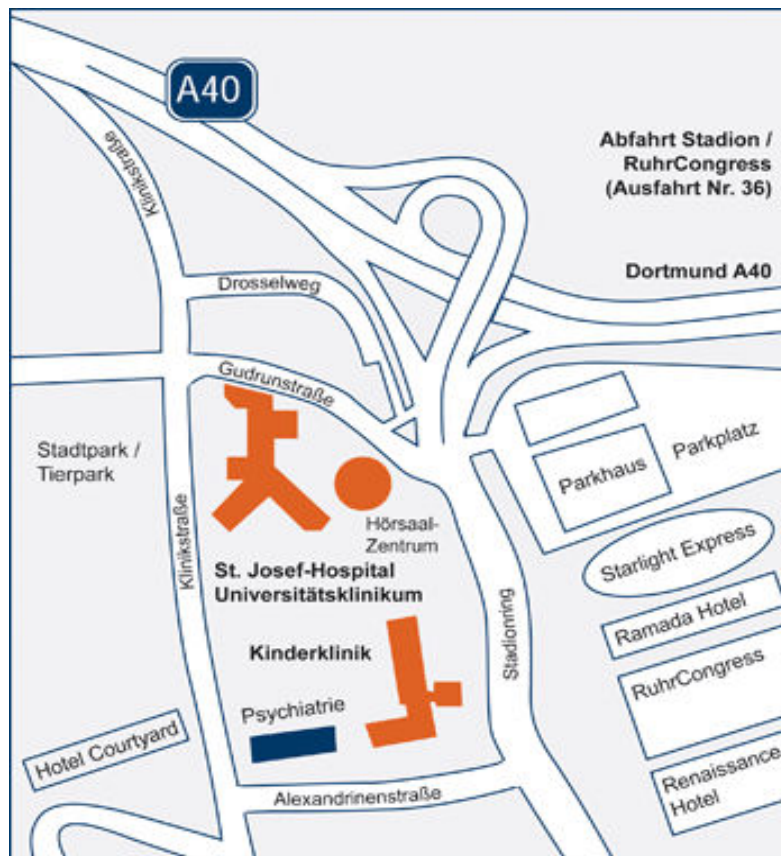 A40
Abfahrt Stadion /
RuhrCongress
(Ausfahrt Nr. 36)
Klinikstraße
Dortmund A40
Drosselweg
Gudrunstraße
Stadtpark /
Tierpark
Parkhaus
Parkplatz
Hörsaal-
Zentrum
Klinikstraße
Starlight Express
St. Josef-Hospital
Universitätsklinikum
Ramada Hotel
Stadionring
Kinderklinik
RuhrCongress
Psychiatrie
Hotel Courtyard
Renaissance
Hotel
Alexandrinenstraße